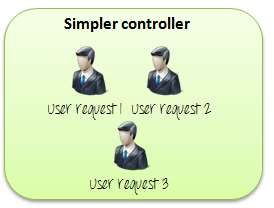 Simpler controller
User request 1 User request 2
User request 3